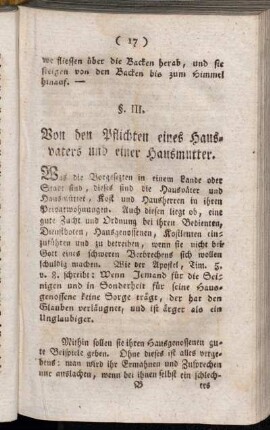 ( 17 )
we fliessen über die Backen herab, und sie
steigen von den Backen bis zum Himmel
hinauf. —
§. III.
Von den Pflichten eines Haus-
vaters und einer Hausmutter.
Was die Vorgesetzten in einem Lande oder
Stadt sind, dieses sind die Hausväter und
Hausmütter, Kost und Hausherren in ihren
Privatwohnungen. Auch diesen liegt ob, eine
gute Zucht und Ordnung bei ihren Bedienten,
Dienstboten, Hausgenossenen, Kostleuten ein-
zuführen und zu betreiben, wenn sie nicht bei
Gott eines schweren Verbrechens sich wollen
schuldig machen. Wie der Apostel, Tim. 5.
v. 8. schreibt: Wenn Jemand für die Sei-
nigen und in Sonderheit für seine Haus-
genossene keine Sorge trägt, der har den
Glauben verläugnet, und ist ärger als ein
Unglaubiger.
Mithin sollen sie ihren Hausgenossenen gu-
te Beispiele geben. Ohne dieses ist alles verge-
bens: man wird ihr Ermahnen und Zusprechen
nur auslachen, wenn bei ihnen selbst ein schlech-
B ters